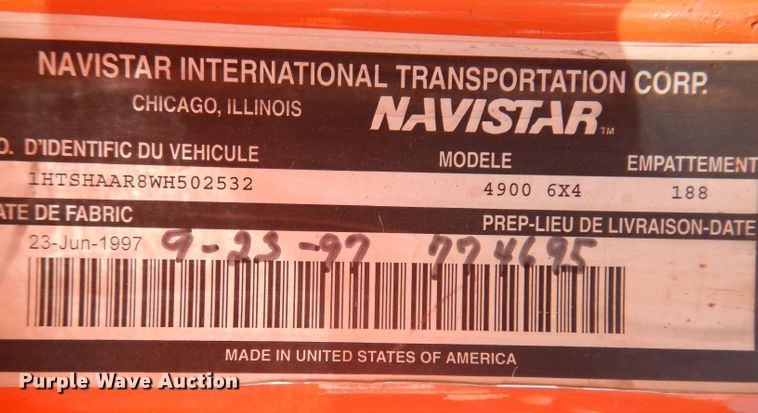 NAVISTAR INTERNATIONAL TRANSPORTATION CORP.
CHICAGO, ILLINOIS NAVISTAR TM
O. D'IDENTIFIC DU VEHICULE MODELE EMPATTEMENT
1HTSHAAR8WH502532 4900 6X4 188
ATE DE FABRIC PREP-LIEU DE LIVRAISON-DATE
23-Jun-1997 9-23-97 774695
MADE IN UNITED STATES OF AMERICA
Purple Wave Auction